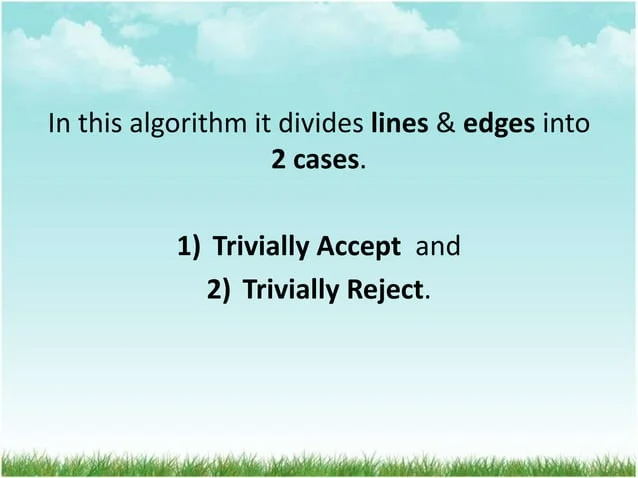 In this algorithm it divides lines & edges into
2 cases.
1) Trivially Accept and
2) Trivially Reject.